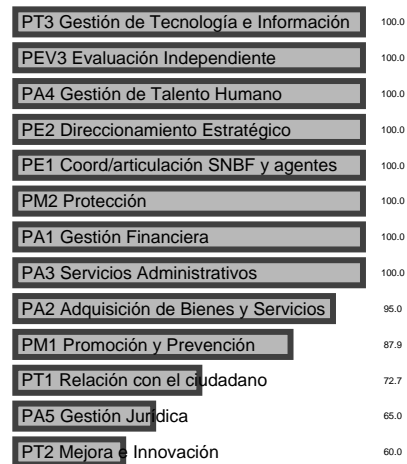 PT3 Gestión de Tecnología e Información 100.0
PEV3 Evaluación Independiente 100.0
PA4 Gestión de Talento Humano 100.0
PE2 Direccionamiento Estratégico 100.0
PE1 Coord/articulación SNBF y agentes 100.0
PM2 Protección 100.0
PA1 Gestión Financiera 100.0
PA3 Servicios Administrativos 100.0
PA2 Adquisición de Bienes y Servicios 95.0
PM1 Promoción y Prevención 87.9
PT1 Relación con el ciudadano 72.7
PA5 Gestión Jurídica 65.0
PT2 Mejora e Innovación 60.0